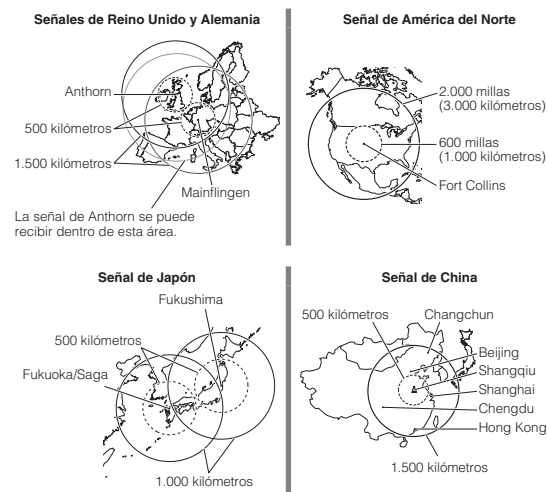 Señales de Reino Unido y Alemania
Anthorn
500 kilómetros
1.500 kilómetros
Mainflingen
La señal de Anthorn se puede
recibir dentro de esta área.
Señal de América del Norte
2.000 millas
(3.000 kilómetros)
600 millas
(1.000 kilómetros)
Fort Collins
Señal de Japón
Fukushima
500 kilómetros
Fukuoka/Saga
1.000 kilómetros
Señal de China
500 kilómetros
Changchun
Beijing
Shangqiu
Shanghai
Chengdu
Hong Kong
1.500 kilómetros